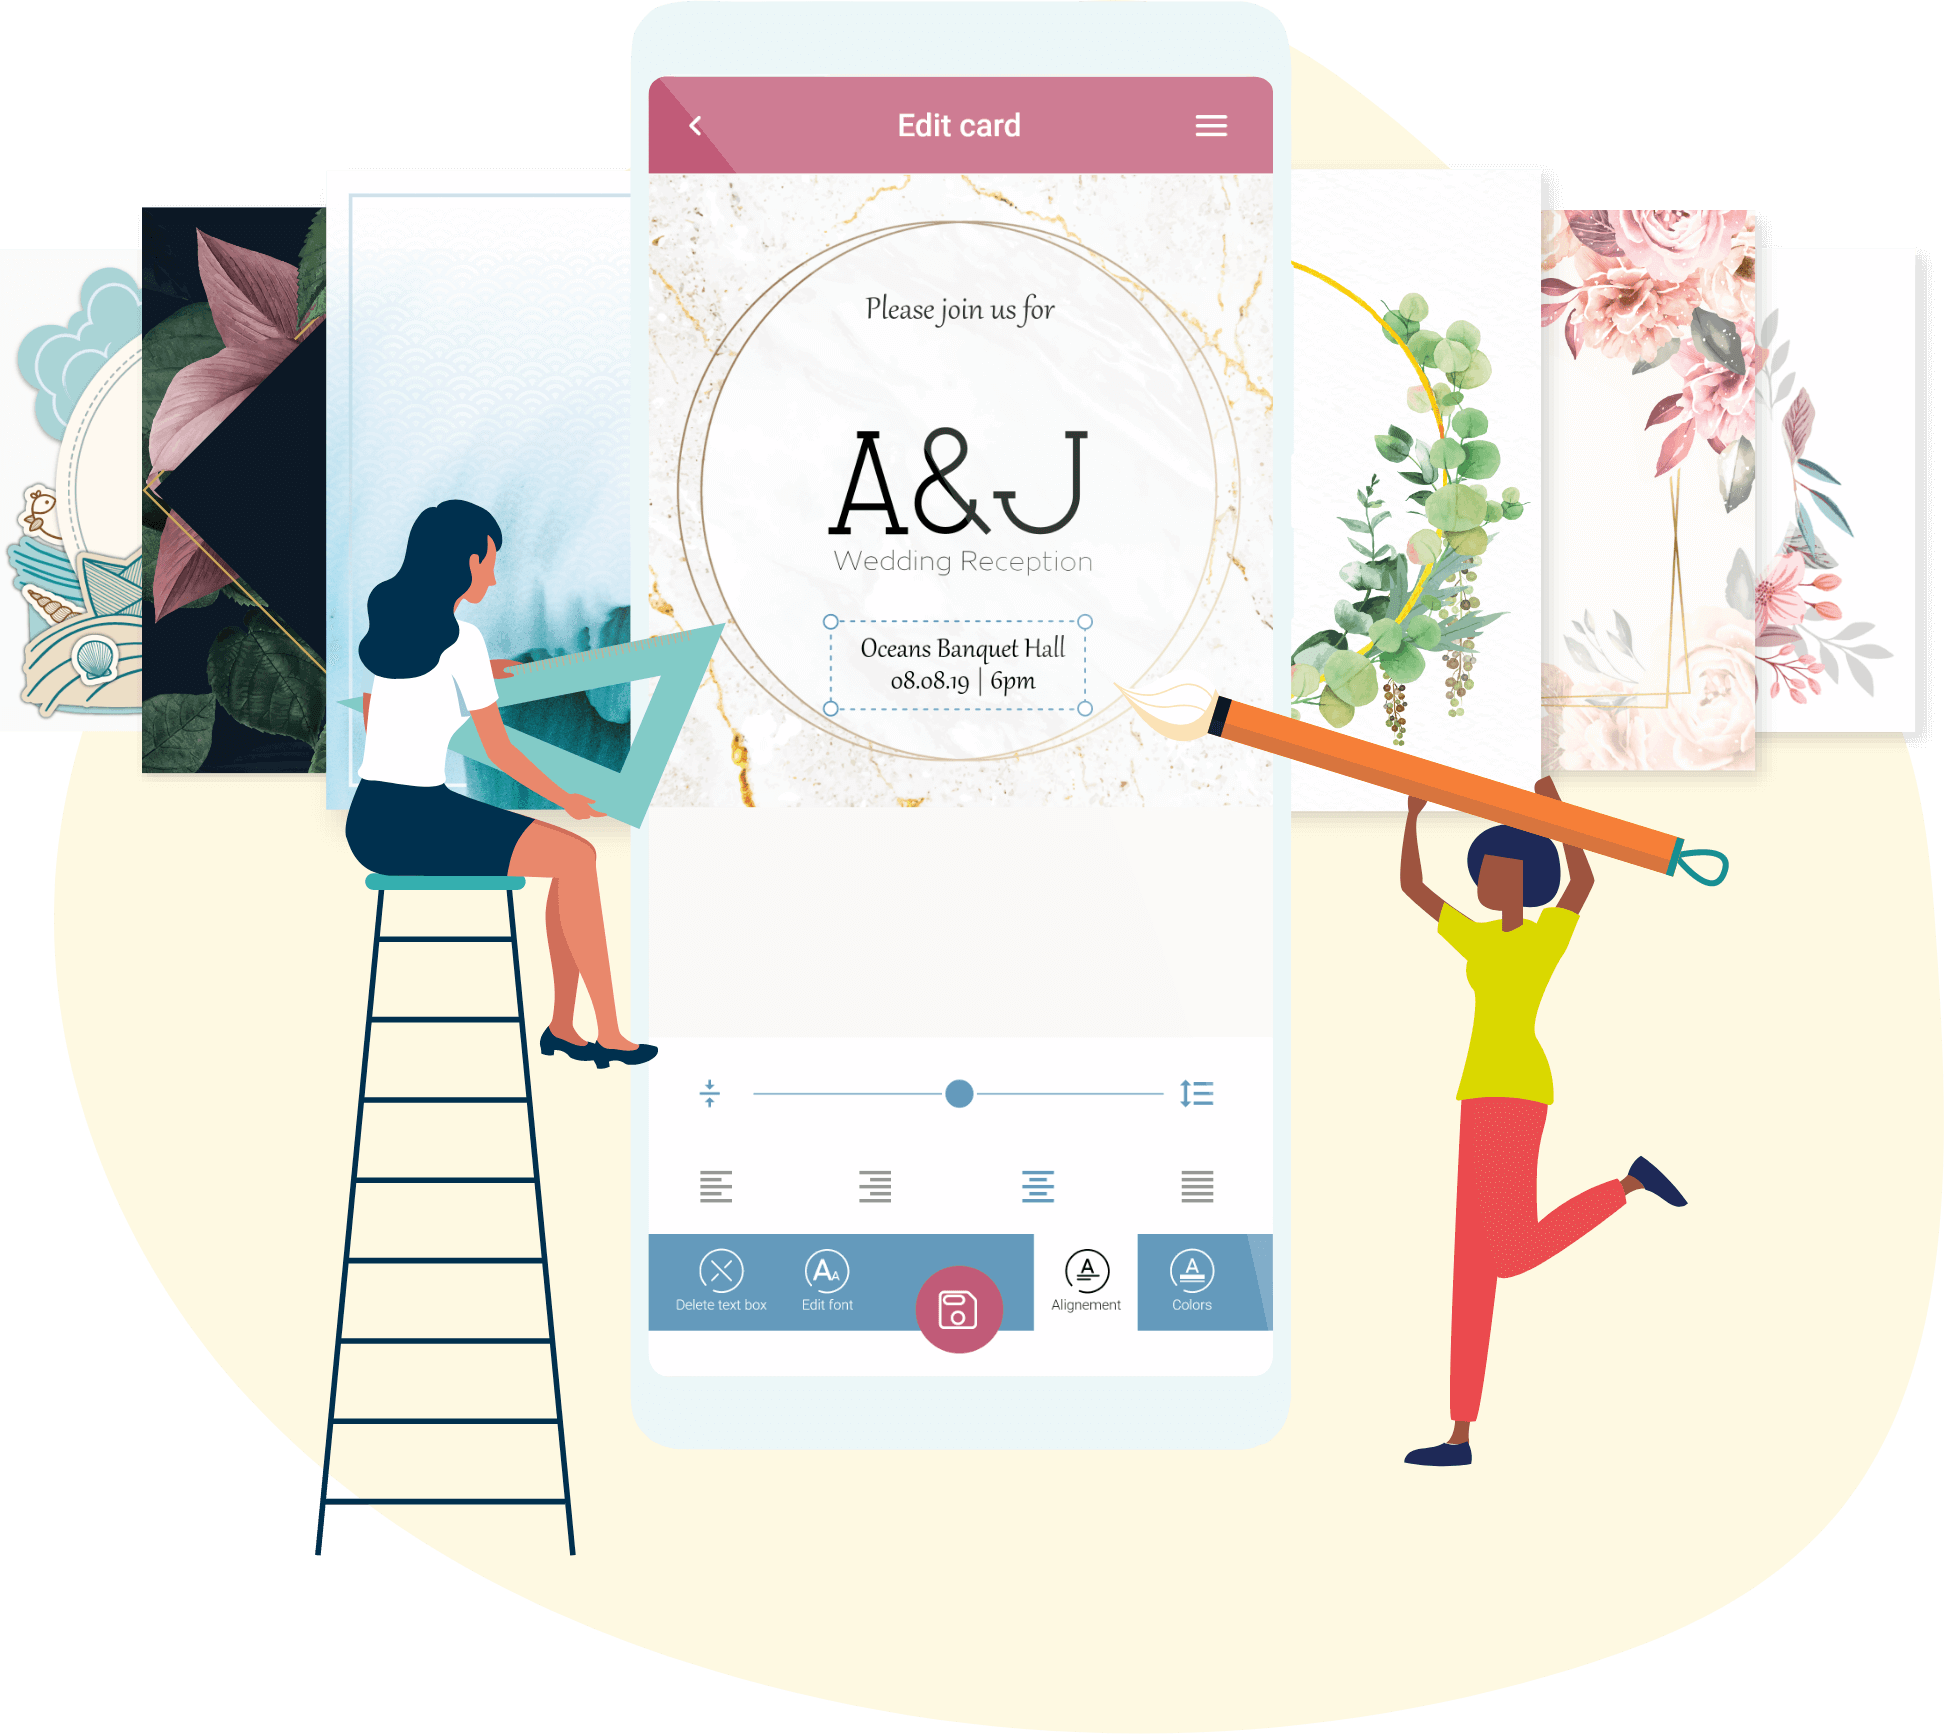 Edit card
Please join us for
A&J
Wedding Reception
Oceans Banquet Hall
08.08.19 | 6pm
Delete text box
Edit font
Alignement
Colors